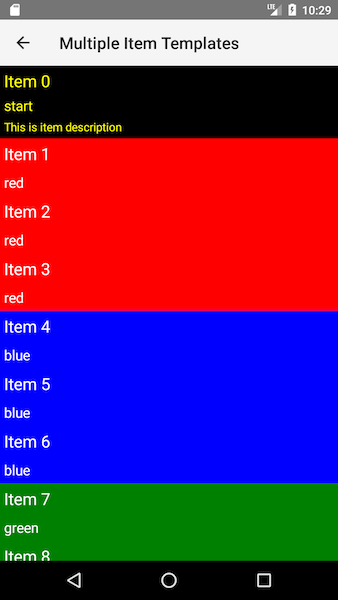 LTE 10:29
Multiple Item Templates
Item 0
start
This is item description
Item 1
red
Item 2
red
Item 3
red
Item 4
blue
Item 5
blue
Item 6
blue
Item 7
green
Item 8